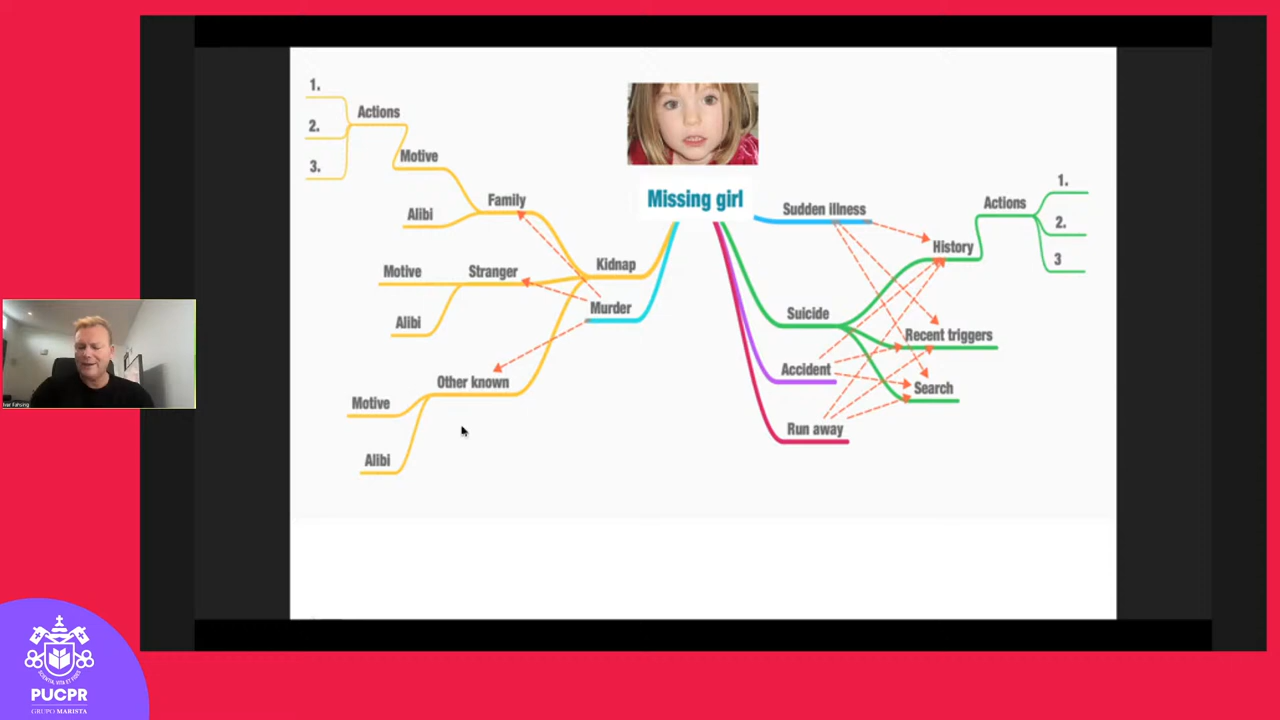 Missing girl
1.
2.
3.
Actions
Motive
Family
Alibi
Motive
Stranger
Alibi
Kidnap
Murder
Other known
Motive
Alibi
Sudden illness
History
Actions
1.
2.
3
Suicide
Recent triggers
Accident
Search
Run away
PUCPR
GRUPO MARISTA